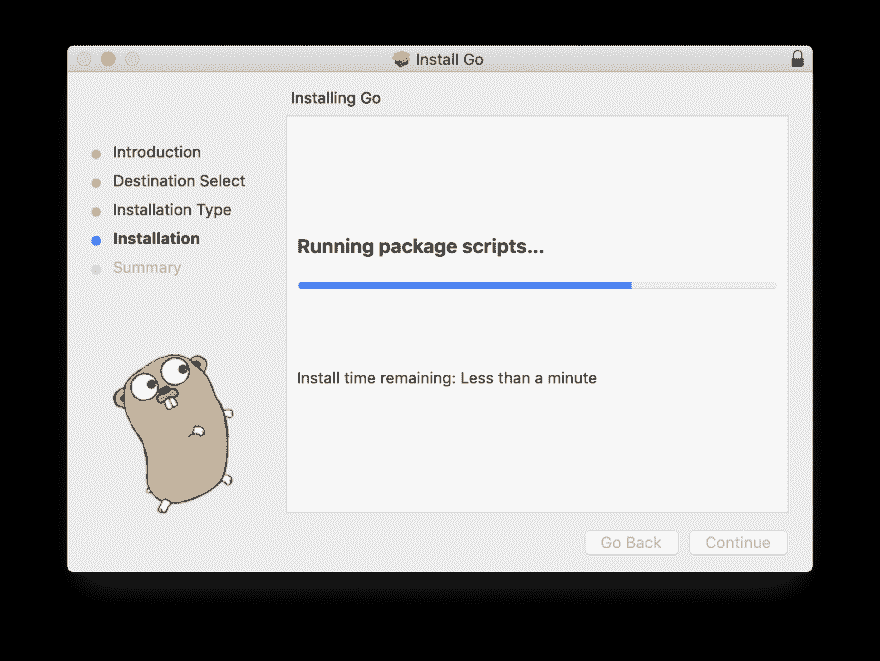 Install Go
Installing Go
Introduction
Destination Select
Installation Type
Installation
Summary
Running package scripts...
Install time remaining: Less than a minute
Go Back
Continue